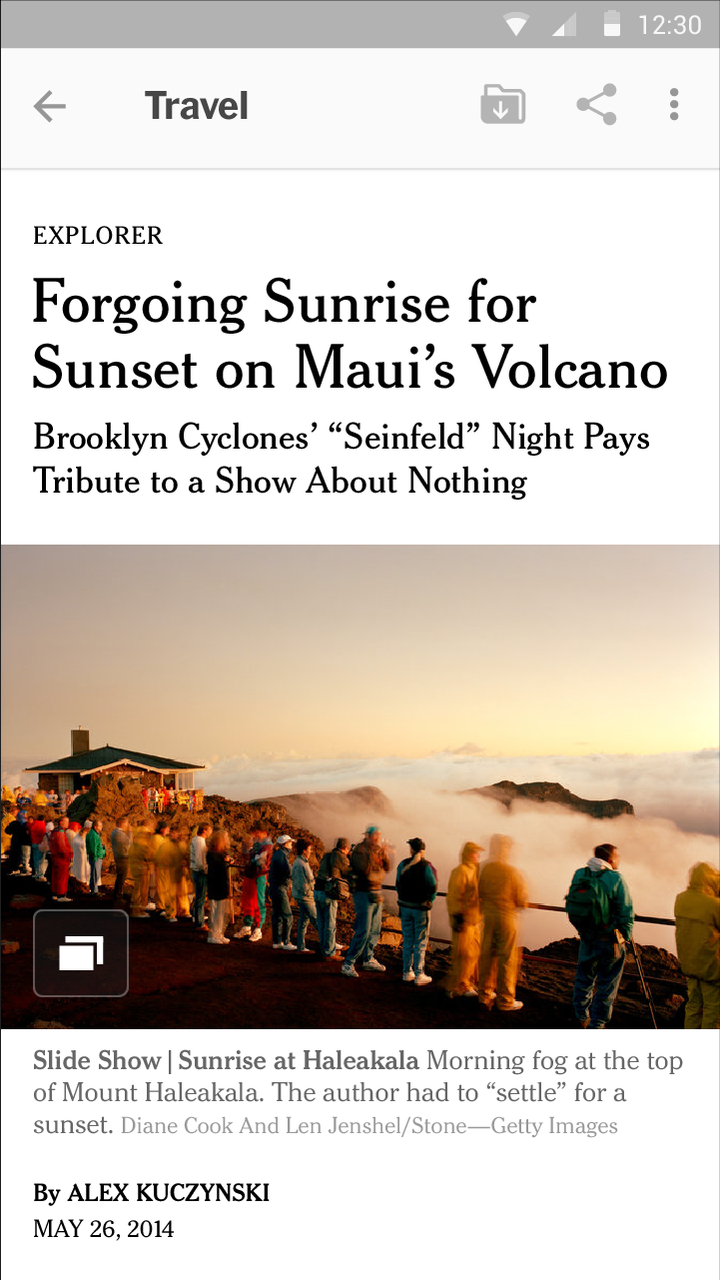 12:30
Travel
EXPLORER
Forgoing Sunrise for
Sunset on Maui’s Volcano
Brooklyn Cyclones’ “Seinfeld” Night Pays
Tribute to a Show About Nothing
Slide Show | Sunrise at Haleakala Morning fog at the top
of Mount Haleakala. The author had to “settle” for a
sunset. Diane Cook And Len Jenshel/Stone—Getty Images
By ALEX KUCZYNSKI
MAY 26, 2014